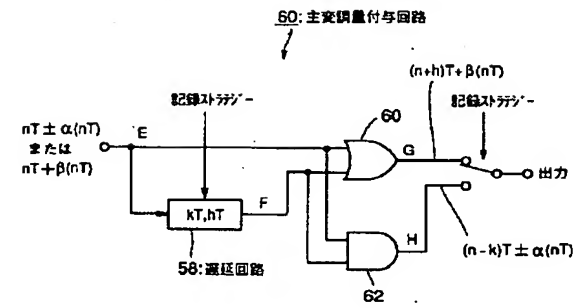 60:主変調量付与回路
(n+h)T+β(nT)
記録ストラテジー
記録ストラテジー
60
nT±α(nT)
または
nT+β(nT)
E
G
出力
kT,hT
F
58:遅延回路
H
62
(n-k)T±α(nT)